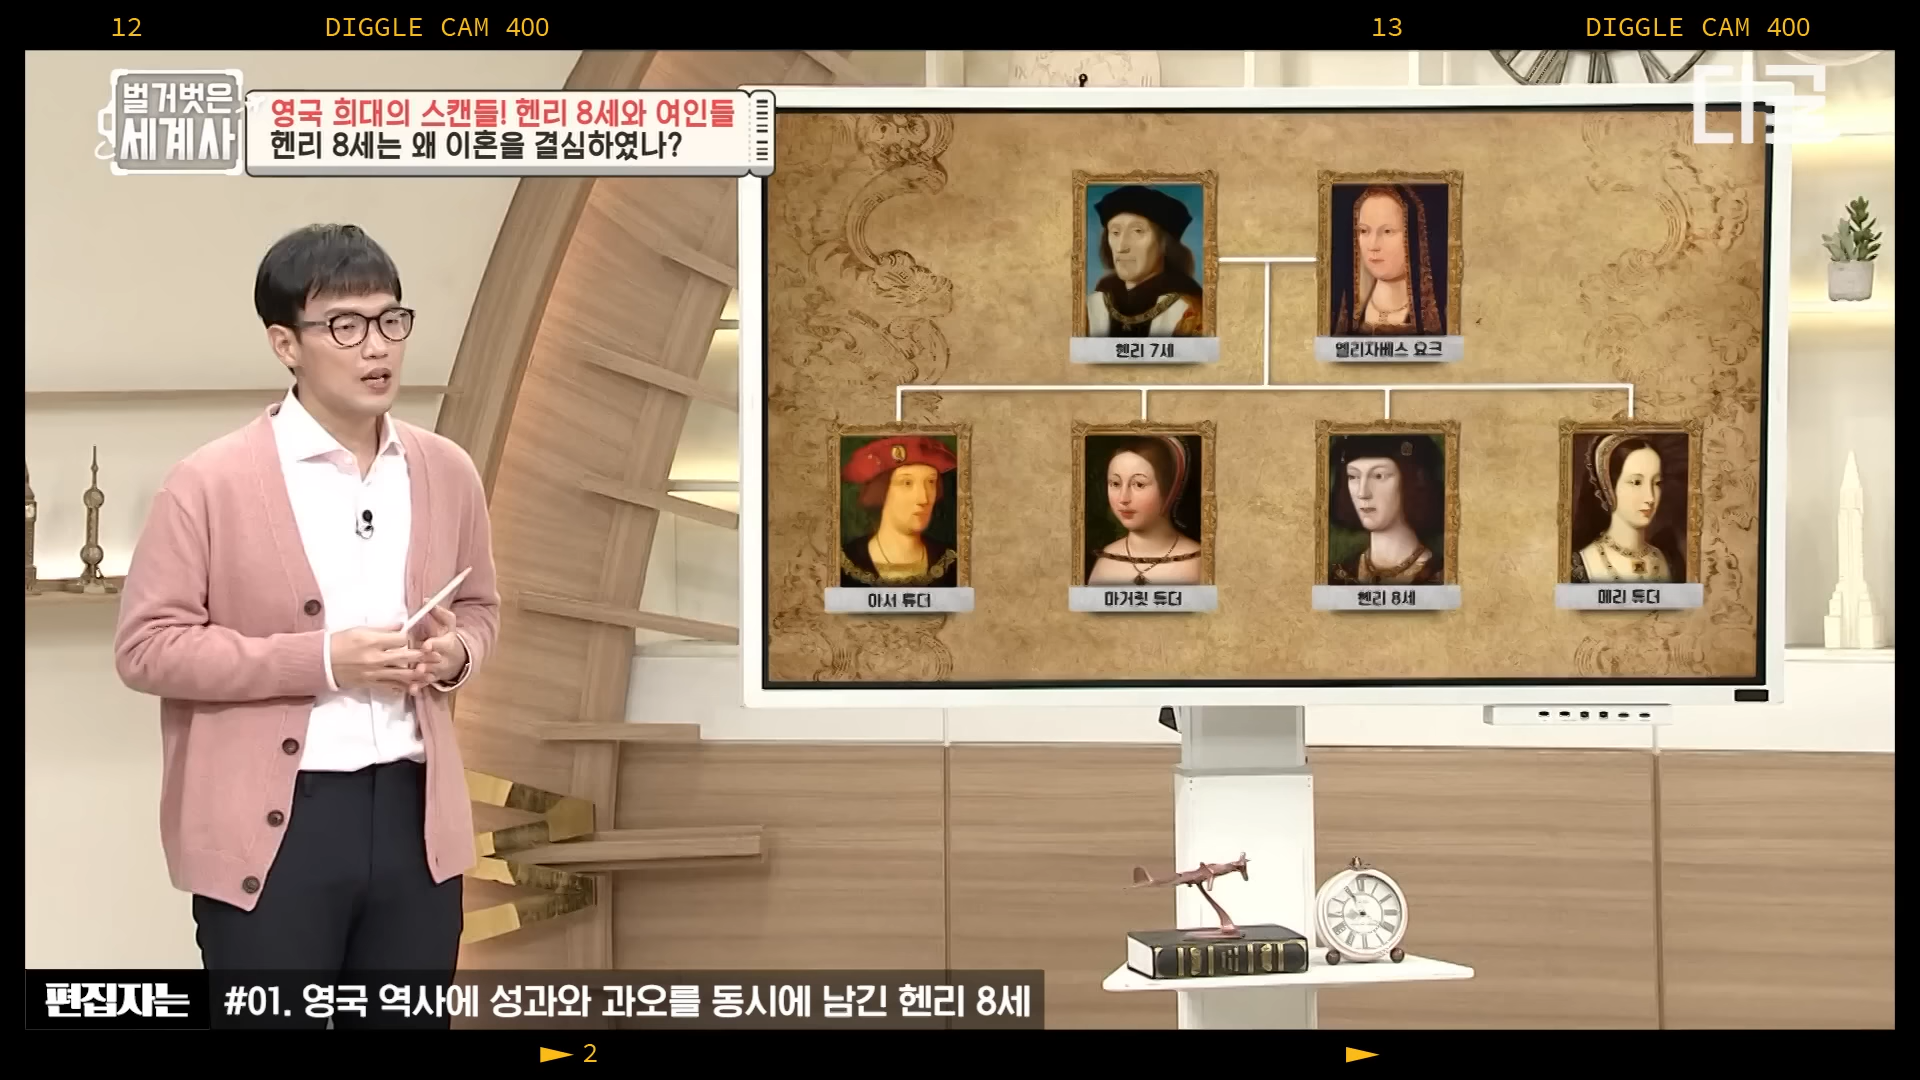 12
DIGGLE CAM 400
13
DIGGLE CAM 400
벌거벗은
세계사
영국 희대의 스캔들! 헨리 8세와 여인들
헨리 8세는 왜 이혼을 결심하였나?
디글
헨리 7세
엘리자베스 요크
아서 튜더
마거릿 튜더
헨리 8세
메리 튜더
편집자는
#01. 영국 역사에 성과와 과오를 동시에 남긴 헨리 8세
2